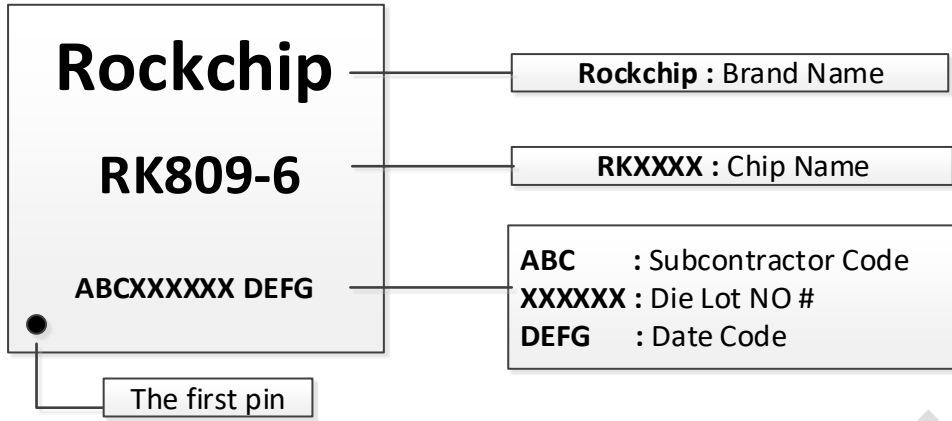 Rockchip
RK809-6
ABCXXXXXX DEFG
The first pin
Rockchip : Brand Name
RKXXXX : Chip Name
ABC : Subcontractor Code
XXXXXX : Die Lot NO #
DEFG : Date Code